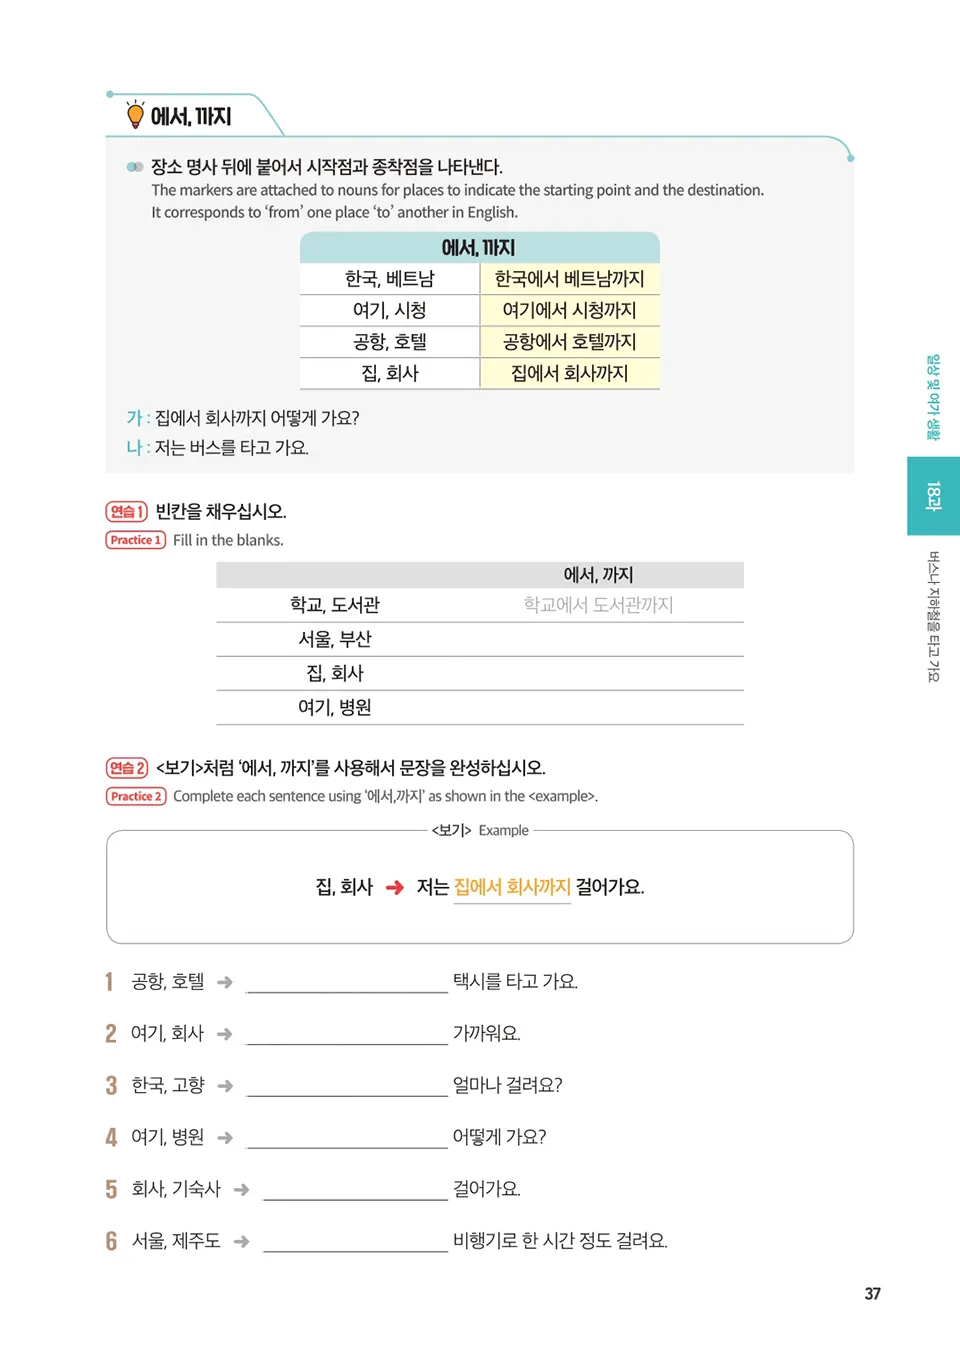 에서, 까지
장소 명사 뒤에 붙어서 시작점과 종착점을 나타낸다.
The markers are attached to nouns for places to indicate the starting point and the destination.
It corresponds to ‘from’ one place ‘to’ another in English.
에서, 까지
한국, 베트남 한국에서 베트남까지
여기, 시청 여기에서 시청까지
공항, 호텔 공항에서 호텔까지
집, 회사 집에서 회사까지
가 : 집에서 회사까지 어떻게 가요?
나 : 저는 버스를 타고 가요.
연습 1 빈칸을 채우십시오.
Practice 1 Fill in the blanks.
에서, 까지
학교, 도서관 학교에서 도서관까지
서울, 부산
집, 회사
여기, 병원
연습 2 <보기>처럼 ‘에서, 까지’를 사용해서 문장을 완성하십시오.
Practice 2 Complete each sentence using ‘에서,까지’ as shown in the <example>.
<보기> Example
집, 회사 ➜ 저는 집에서 회사까지 걸어가요.
1 공항, 호텔 ➜ ____________________ 택시를 타고 가요.
2 여기, 회사 ➜ ____________________ 가까워요.
3 한국, 고향 ➜ ____________________ 얼마나 걸려요?
4 여기, 병원 ➜ ____________________ 어떻게 가요?
5 회사, 기숙사 ➜ ____________________ 걸어가요.
6 서울, 제주도 ➜ ____________________ 비행기로 한 시간 정도 걸려요.
일상 및 여가 생활
18과
버스나 지하철을 타고 가요
37